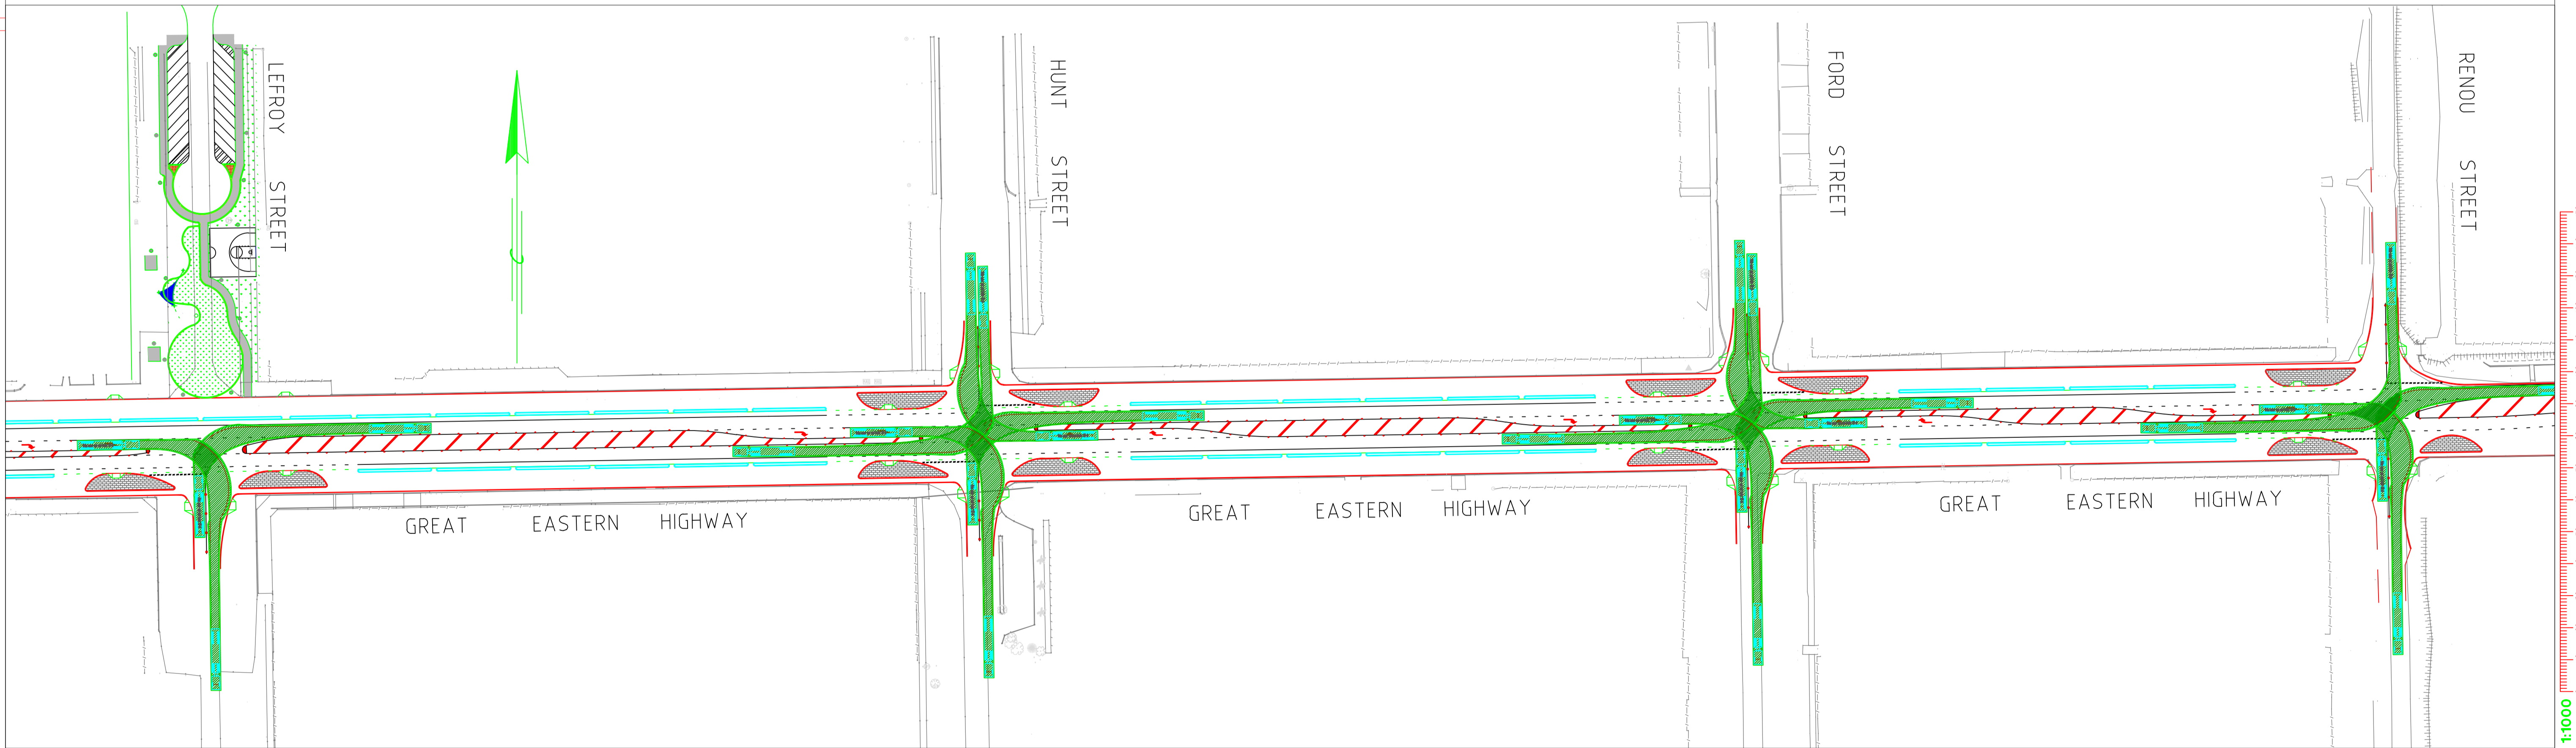 LEFROY STREET
HUNT STREET
FORD STREET
RENOU STREET
GREAT EASTERN HIGHWAY
GREAT EASTERN HIGHWAY
GREAT EASTERN HIGHWAY
1:1000